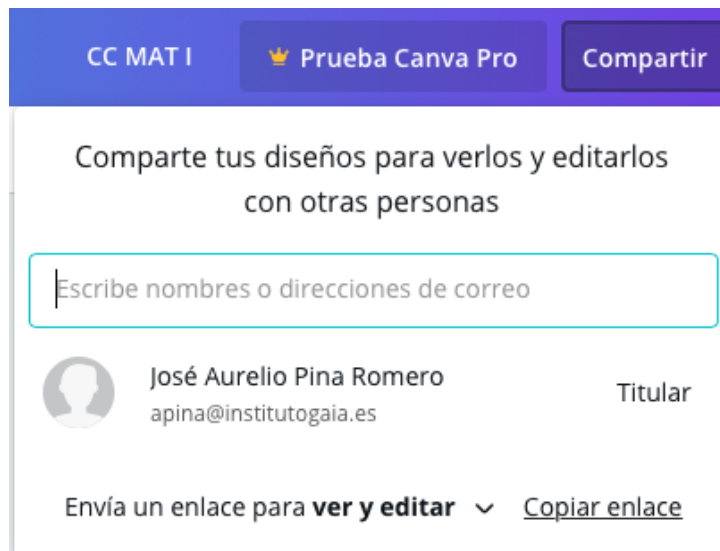 CC MAT I Prueba Canva Pro Compartir
Comparte tus diseños para verlos y editarlos
con otras personas
Escribe nombres o direcciones de correo
José Aurelio Pina Romero
apina@institutogaia.es
Titular
Envía un enlace para ver y editar Copiar enlace